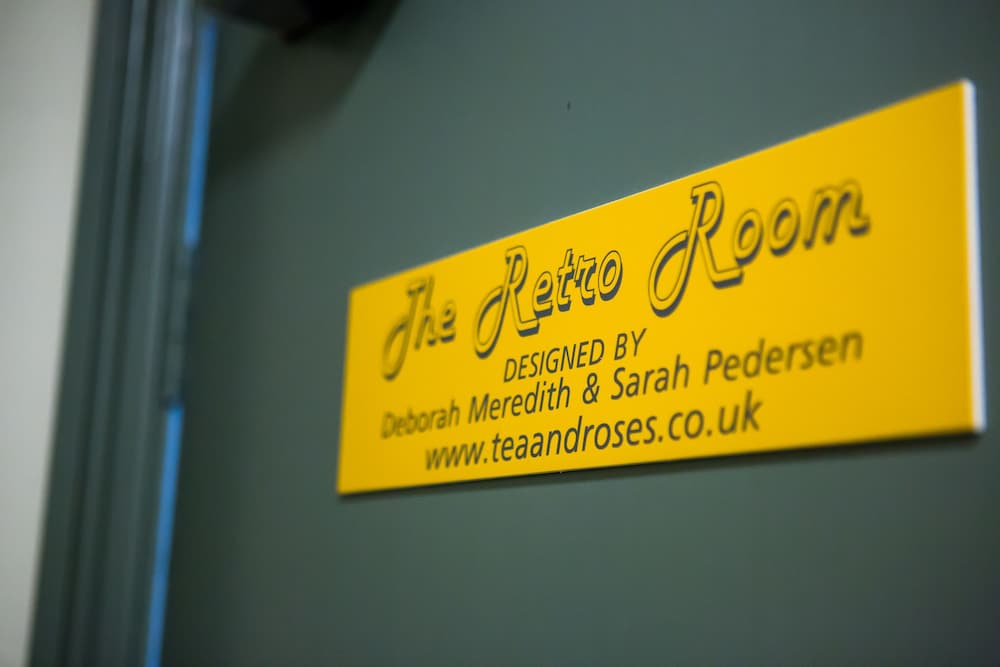 The Retro Room
DESIGNED BY
Deborah Meredith & Sarah Pedersen
www.teaandroses.co.uk